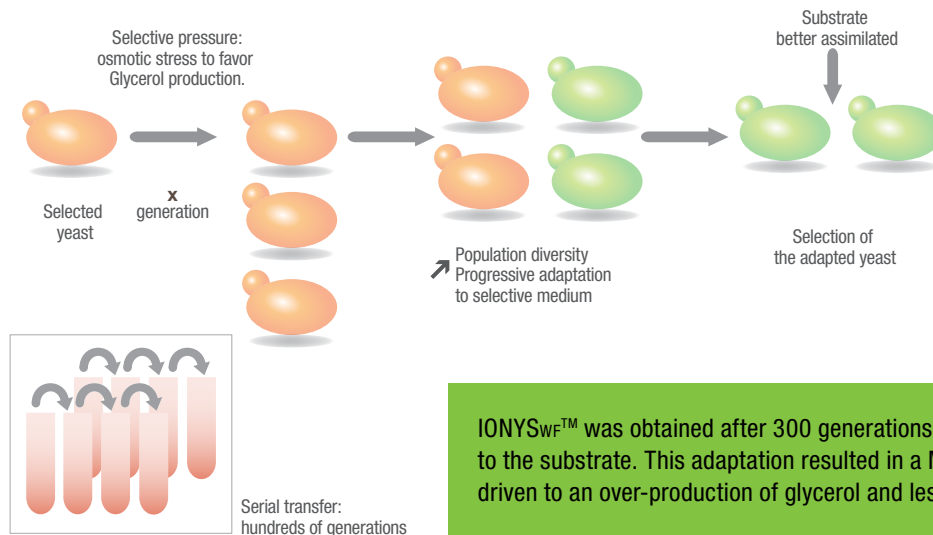 Selective pressure:
osmotic stress to favor
Glycerol production.
Substrate
better assimilated
Selected
yeast
x
generation
Population diversity
Progressive adaptation
to selective medium
Selection of
the adapted yeast
Serial transfer:
hundreds of generations
IONYSWF™ was obtained after 300 generations
to the substrate. This adaptation resulted in a
driven to an over-production of glycerol and